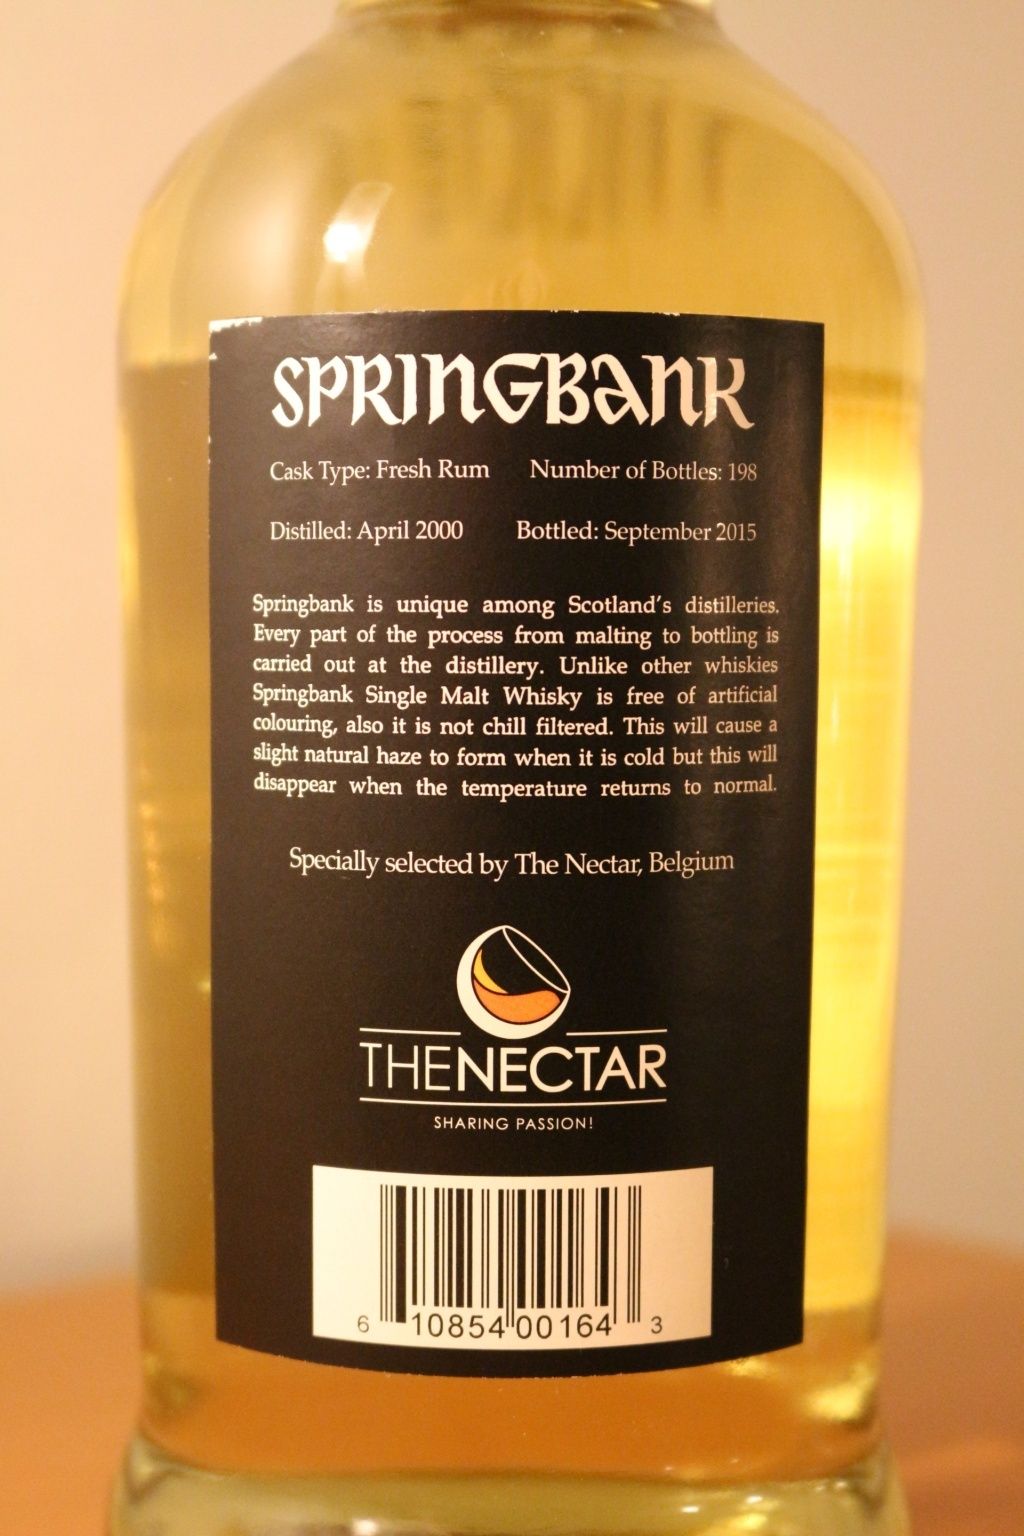 SPRINGBANK
Cask Type: Fresh Rum Number of Bottles: 198
Distilled: April 2000 Bottled: September 2015
Springbank is unique among Scotland's distilleries.
Every part of the process from malting to bottling is
carried out at the distillery. Unlike other whiskies
Springbank Single Malt Whisky is free of artificial
colouring, also it is not chill filtered. This will cause a
slight natural haze to form when it is cold but this will
disappear when the temperature returns to normal.
Specially selected by The Nectar, Belgium
THENECTAR
SHARING PASSION!
6 10854 00164 3